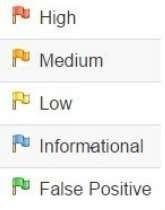 High
Medium
Low
Informational
False Positive